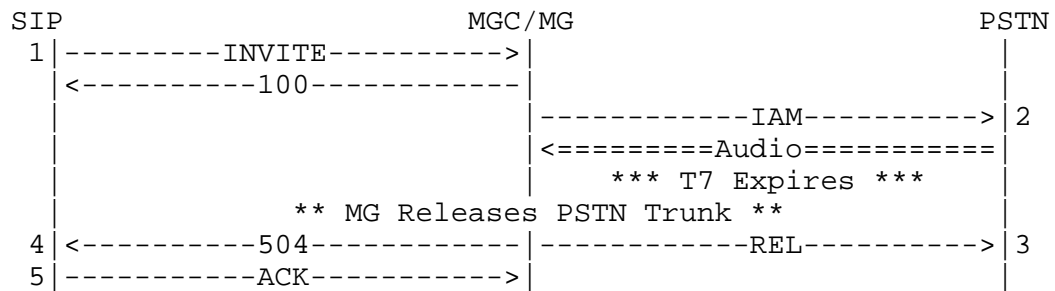 SIP                       MGC/MG                       PSTN
 1|---------INVITE---------->|                          |
  |<----------100------------|                          |
  |                          |------------IAM---------->|2
  |                          |<=========Audio===========|
  |                          |    *** T7 Expires ***    |
  |             ** MG Releases PSTN Trunk **            |
 4|<----------504------------|------------REL---------->|3
 5|-----------ACK----------->|                          |